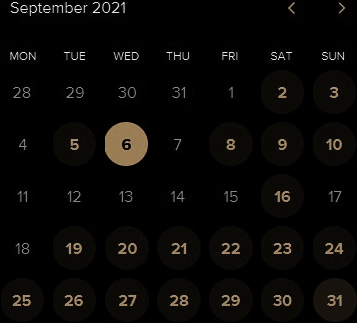 September 2021
MON TUE WED THU FRI SAT SUN
28 29 30 31 1 2 3
4 5 6 7 8 9 10
11 12 13 14 15 16 17
18 19 20 21 22 23 24
25 26 27 28 29 30 31